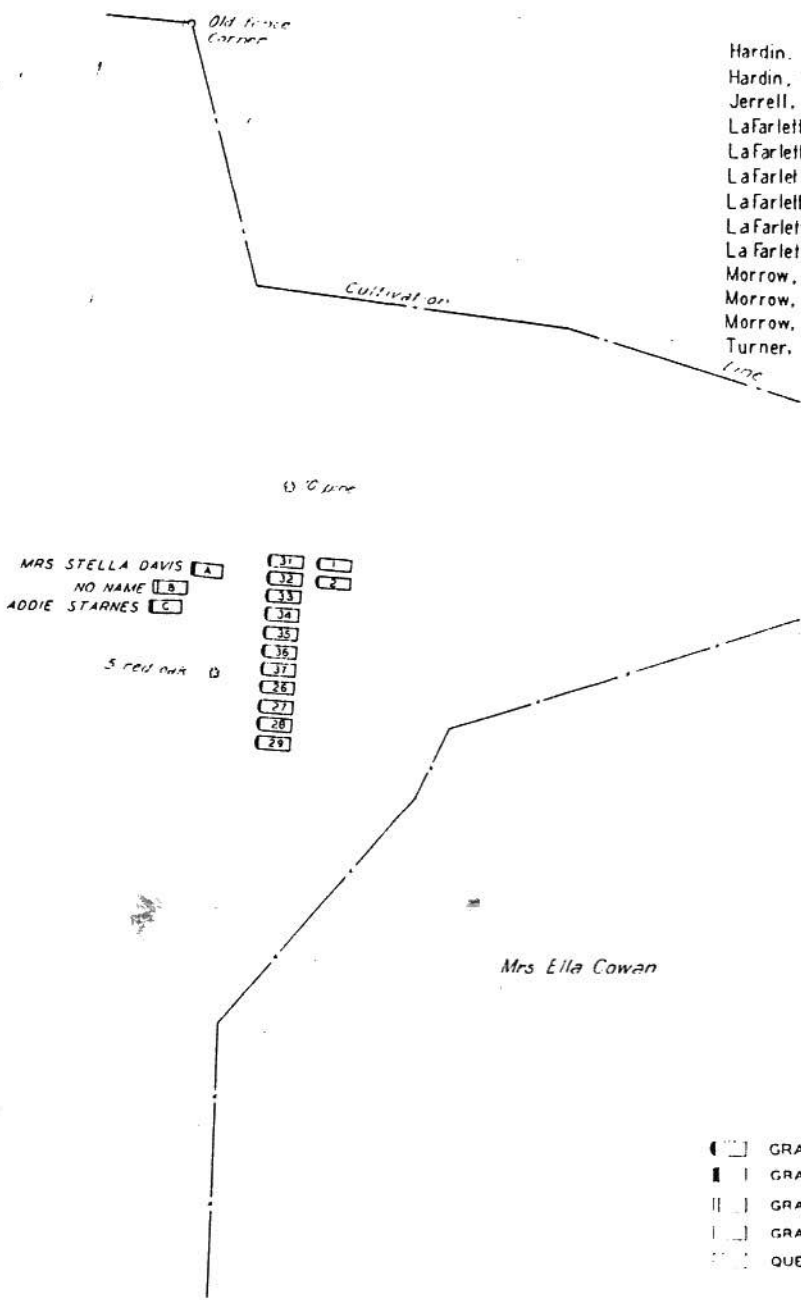 Old fence
Corner
Hardin.
Hardin,
Jerrell,
LaFarlett
LaFarlett
LaFarlet
LaFarlett
LaFarlet
LaFarlet
Morrow,
Morrow,
Morrow,
Turner,
Cultivation
Line
pine
MRS STELLA DAVIS A
NO NAME B
ADDIE STARNES C
31 1
32 2
33
34
35
36
37
26
27
28
29
5 red oak
Mrs Ella Cowan
GRA
GRA
GRA
GRA
QUE